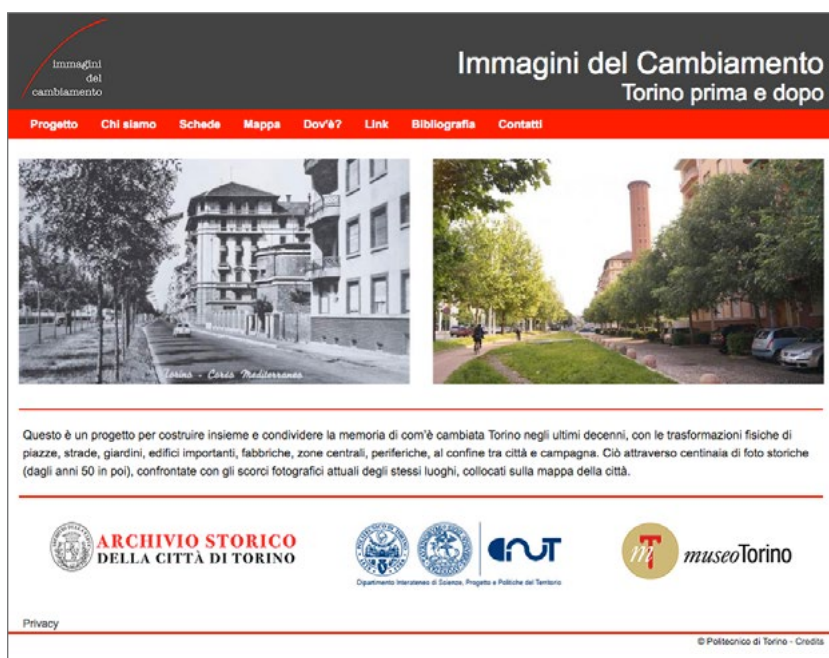 immagini
del
cambiamento
Immagini del Cambiamento
Torino prima e dopo
Progetto Chi siamo Schede Mappa Dov'è? Link Bibliografia Contatti
Torino - Corso Mediterraneo
Questo è un progetto per costruire insieme e condividere la memoria di com'è cambiata Torino negli ultimi decenni, con le trasformazioni fisiche di
piazze, strade, giardini, edifici importanti, fabbriche, zone centrali, periferiche, al confine tra città e campagna. Ciò attraverso centinaia di foto storiche
(dagli anni 50 in poi), confrontate con gli scorci fotografici attuali degli stessi luoghi, collocati sulla mappa della città.
ARCHIVIO STORICO
DELLA CITTÀ DI TORINO
Dipartimento Interateneo di Scienze, Progetto e Politiche del Territorio
mT museoTorino
Privacy
© Politecnico di Torino - Credits